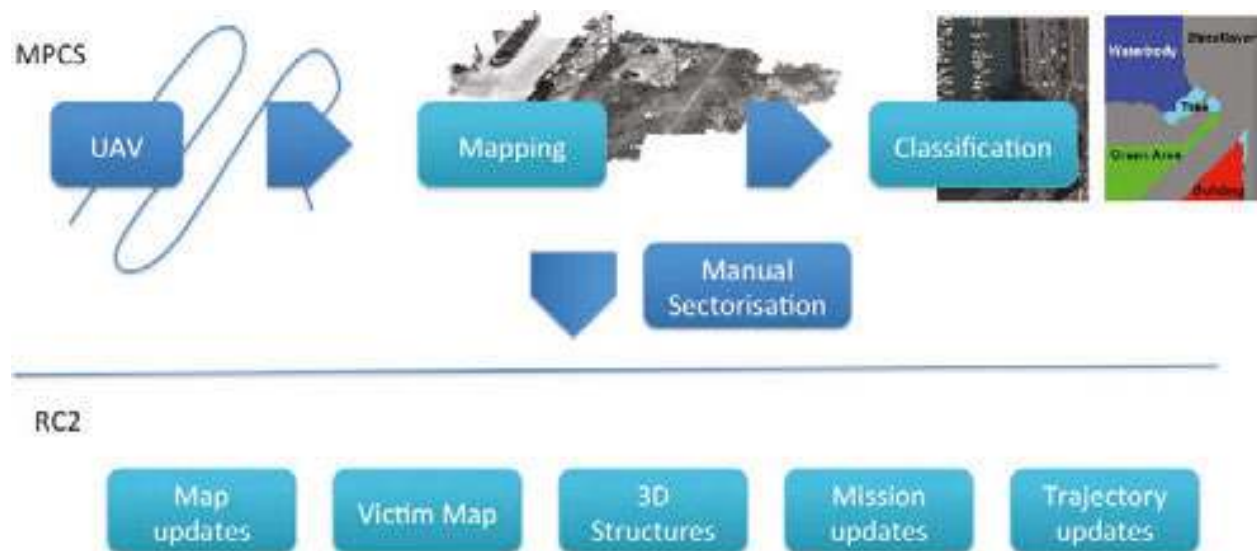 MPCS
UAV
Mapping
Classification
Waterbody
Tree
Green Area
Building
Manual
Sectorisation
RC2
Map
updates
Victim Map
3D
Structures
Mission
updates
Trajectory
updates